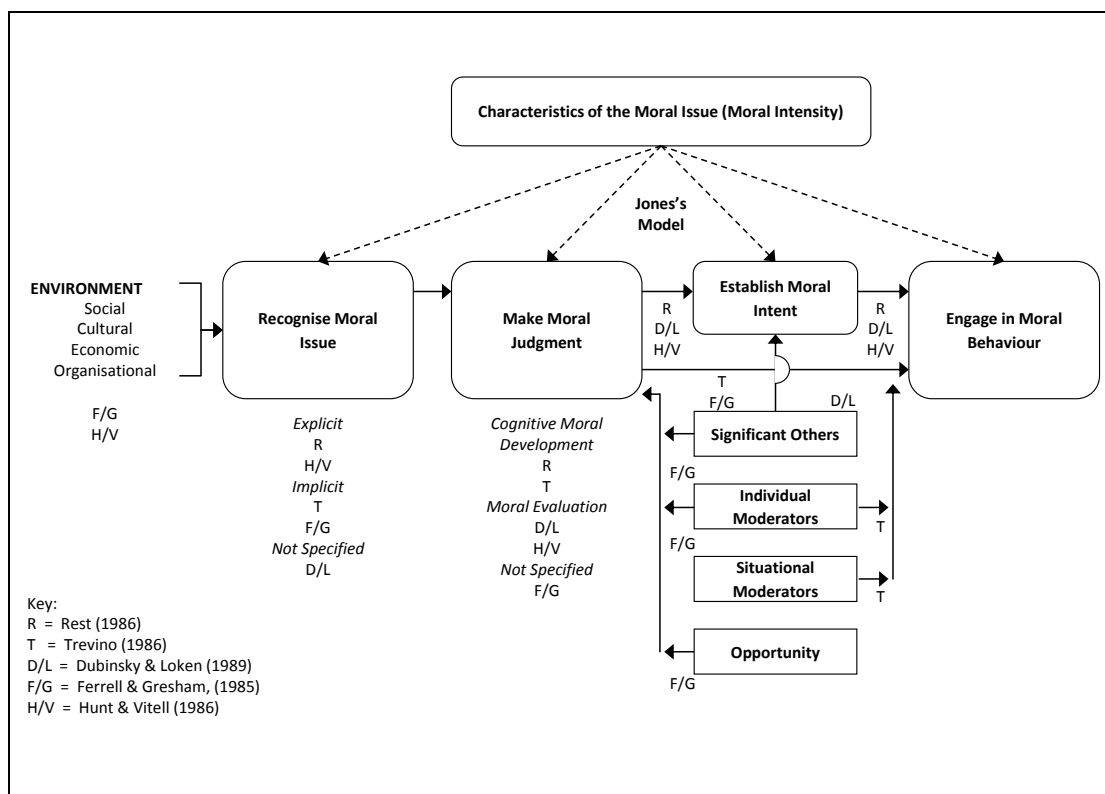 Characteristics of the Moral Issue (Moral Intensity)
Jones's
Model
ENVIRONMENT
Social
Cultural
Economic
Organisational
F/G
H/V
Recognise Moral
Issue
Explicit
R
H/V
Implicit
T
F/G
Not Specified
D/L
Make Moral
Judgment
Cognitive Moral
Development
R
T
Moral Evaluation
D/L
H/V
Not Specified
F/G
R
D/L
H/V
Establish Moral
Intent
R
D/L
H/V
Engage in Moral
Behaviour
T
F/G
D/L
Significant Others
F/G
Individual
Moderators
T
F/G
Situational
Moderators
T
Opportunity
F/G
Key:
R = Rest (1986)
T = Trevino (1986)
D/L = Dubinsky & Loken (1989)
F/G = Ferrell & Gresham, (1985)
H/V = Hunt & Vitell (1986)